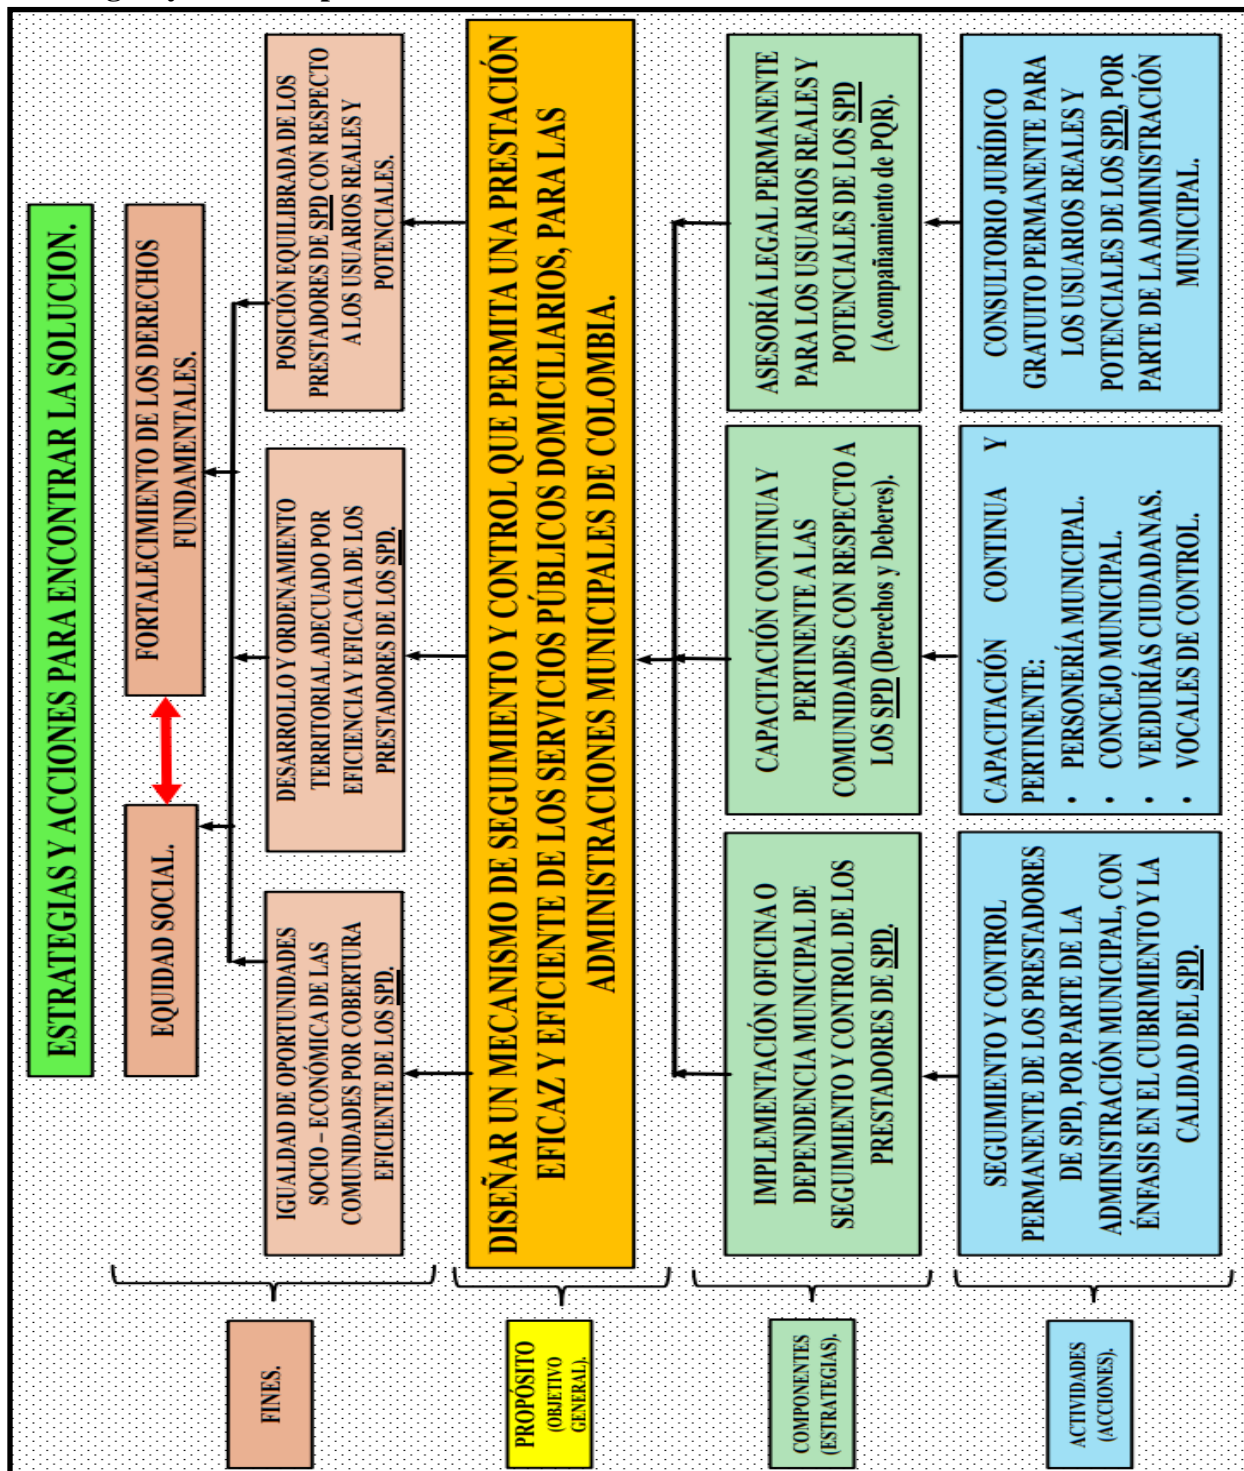 ESTRATEGIAS Y ACCIONES PARA ENCONTRAR LA SOLUCION.
FINES.
EQUIDAD SOCIAL.
FORTALECIMIENTO DE LOS DERECHOS
FUNDAMENTALES.
IGUALDAD DE OPORTUNIDADES
SOCIO – ECONÓMICA DE LAS
COMUNIDADES POR COBERTURA
EFICIENTE DE LOS SPD.
DESARROLLO Y ORDENAMIENTO
TERRITORIAL ADECUADO POR
EFICIENCIA Y EFICACIA DE LOS
PRESTADORES DE LOS SPD.
POSICIÓN EQUILIBRADA DE LOS
PRESTADORES DE SPD CON RESPECTO
A LOS USUARIOS REALES Y
POTENCIALES.
PROPÓSITO
(OBJETIVO
GENERAL).
DISEÑAR UN MECANISMO DE SEGUIMIENTO Y CONTROL QUE PERMITA UNA PRESTACIÓN
EFICAZ Y EFICIENTE DE LOS SERVICIOS PÚBLICOS DOMICILIARIOS, PARA LAS
ADMINISTRACIONES MUNICIPALES DE COLOMBIA.
COMPONENTES
(ESTRATEGIAS).
IMPLEMENTACIÓN OFICINA O
DEPENDENCIA MUNICIPAL DE
SEGUIMIENTO Y CONTROL DE LOS
PRESTADORES DE SPD.
CAPACITACIÓN CONTINUA Y
PERTINENTE A LAS
COMUNIDADES CON RESPECTO A
LOS SPD (Derechos y Deberes).
ASESORÍA LEGAL PERMANENTE
PARA LOS USUARIOS REALES Y
POTENCIALES DE LOS SPD
(Acompañamiento de PQR).
ACTIVIDADES
(ACCIONES).
SEGUIMIENTO Y CONTROL
PERMANENTE DE LOS PRESTADORES
DE SPD, POR PARTE DE LA
ADMINISTRACIÓN MUNICIPAL, CON
ÉNFASIS EN EL CUBRIMIENTO Y LA
CALIDAD DEL SPD.
CAPACITACIÓN CONTINUA Y
PERTINENTE:
• PERSONERÍA MUNICIPAL.
• CONCEJO MUNICIPAL.
• VEEDURÍAS CIUDADANAS.
• VOCALES DE CONTROL.
CONSULTORIO JURÍDICO
GRATUITO PERMANENTE PARA
LOS USUARIOS REALES Y
POTENCIALES DE LOS SPD, POR
PARTE DE LA ADMINISTRACIÓN
MUNICIPAL.